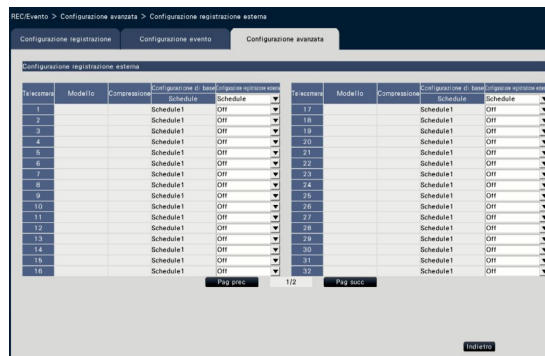 REC/Evento > Configurazione avanzata > Configurazione registrazione esterna
Configurazione registrazione Configurazione evento Configurazione avanzata
Configurazione registrazione esterna
Telecamera Modello Compressione Configurazione di base Configurazione registrazione esterna Telecamera Modello Compressione Configurazione di base Configurazione registrazione esterna
Schedule Schedule Schedule Schedule
1 Schedule1 Off 17 Schedule1 Off
2 Schedule1 Off 18 Schedule1 Off
3 Schedule1 Off 19 Schedule1 Off
4 Schedule1 Off 20 Schedule1 Off
5 Schedule1 Off 21 Schedule1 Off
6 Schedule1 Off 22 Schedule1 Off
7 Schedule1 Off 23 Schedule1 Off
8 Schedule1 Off 24 Schedule1 Off
9 Schedule1 Off 25 Schedule1 Off
10 Schedule1 Off 26 Schedule1 Off
11 Schedule1 Off 27 Schedule1 Off
12 Schedule1 Off 28 Schedule1 Off
13 Schedule1 Off 29 Schedule1 Off
14 Schedule1 Off 30 Schedule1 Off
15 Schedule1 Off 31 Schedule1 Off
16 Schedule1 Off 32 Schedule1 Off
Pag prec 1/2 Pag succ
Indietro